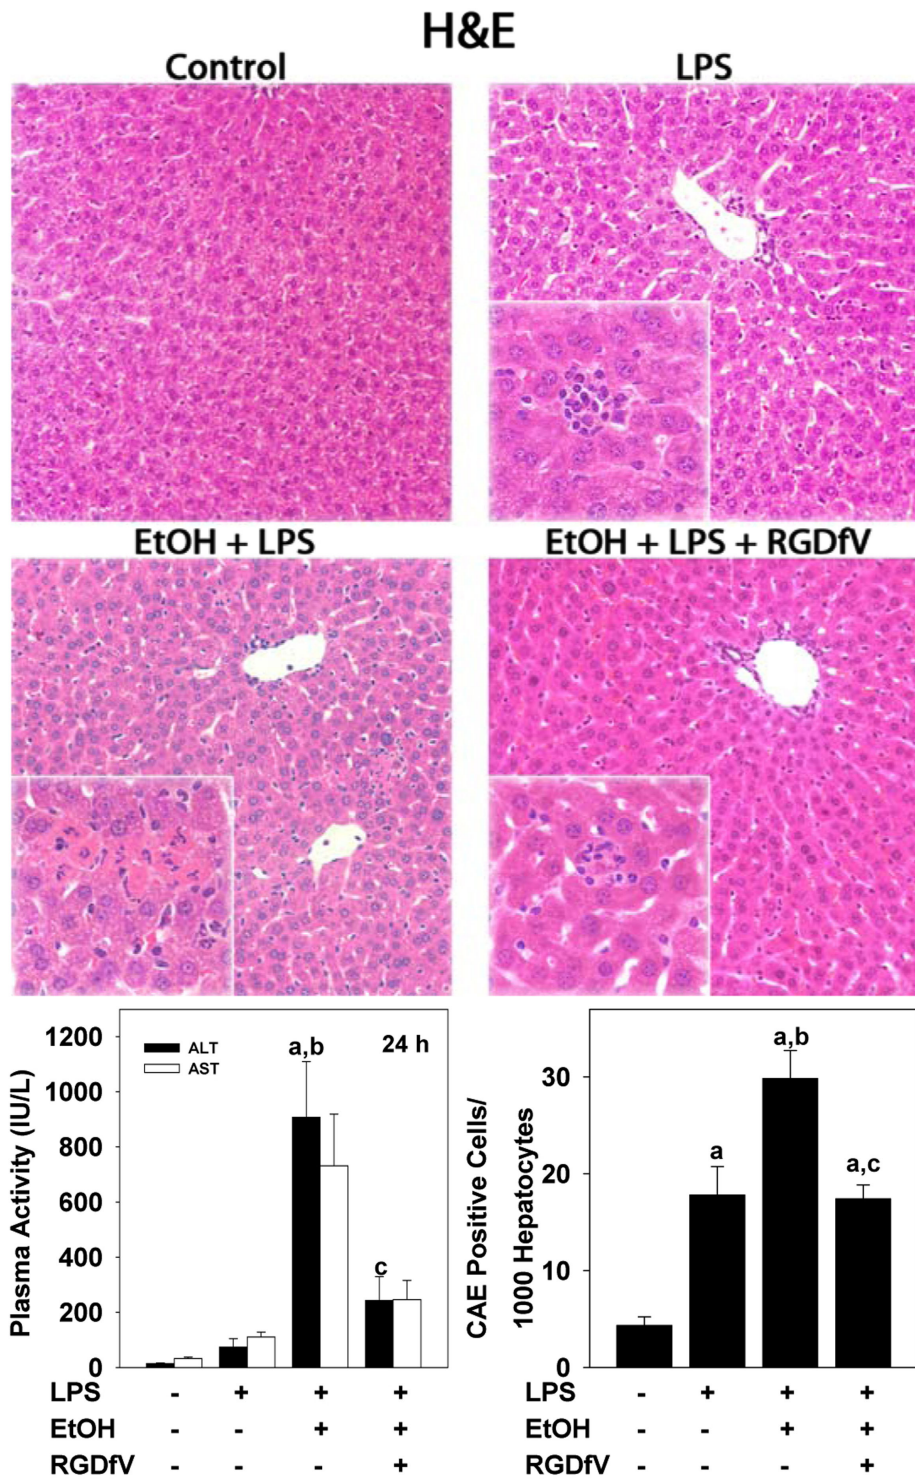 H&E
Control
LPS
EtOH + LPS
EtOH + LPS + RGDfV
Plasma Activity (IU/L)
1200
1000
800
600
400
200
0
ALT
AST
24 h
a,b
c
LPS - + + +
EtOH - - + +
RGDfV - - - +
CAE Positive Cells/
1000 Hepatocytes
30
20
10
0
a
a,b
a,c
LPS - + + +
EtOH - - + +
RGDfV - - - +